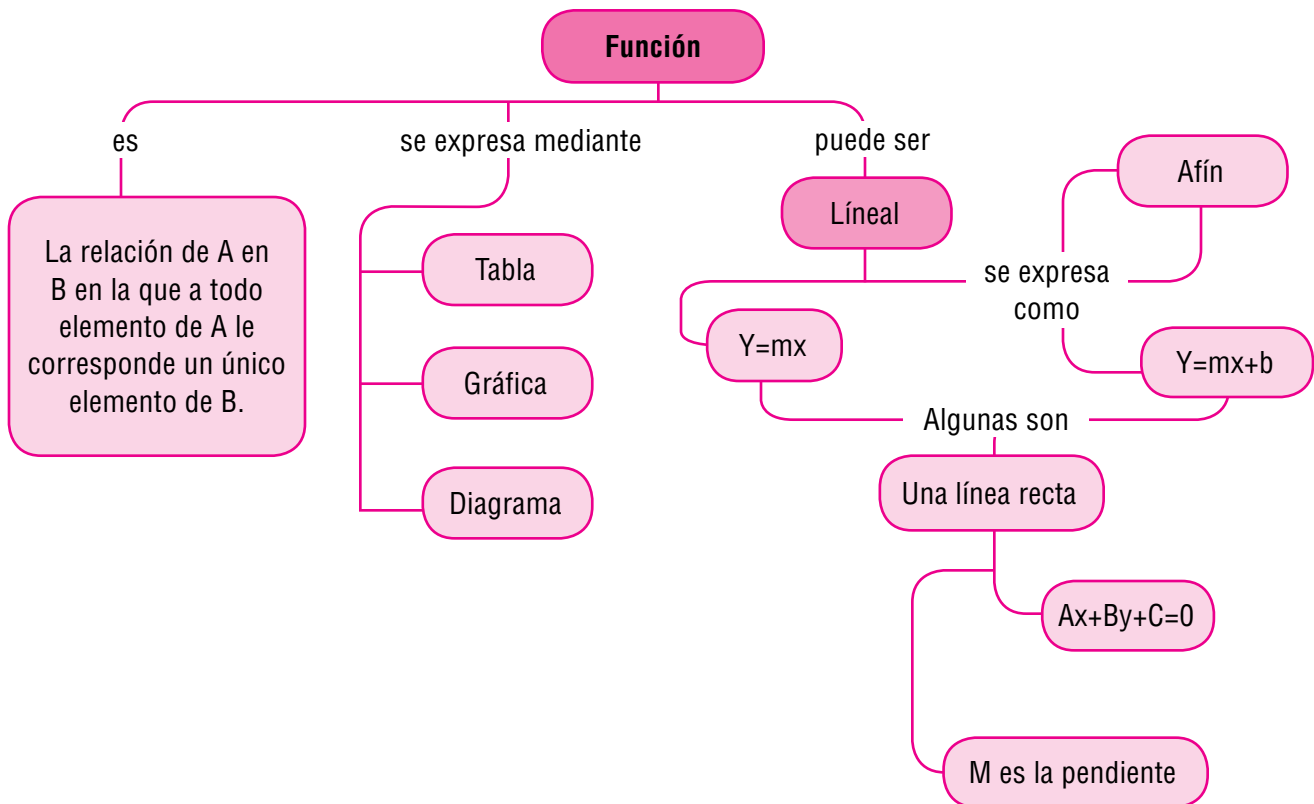 Función
es
se expresa mediante
puede ser
La relación de A en
B en la que a todo
elemento de A le
corresponde un único
elemento de B.
Tabla
Gráfica
Diagrama
Líneal
Afín
se expresa
como
Y=mx
Y=mx+b
Algunas son
Una línea recta
Ax+By+C=0
M es la pendiente